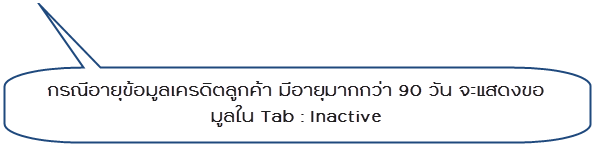 กรณีอายุข้อมูลเครดิตลูกค้า มีอายุมากกว่า 90 วัน จะแสดงขอ
มูลใน Tab : Inactive